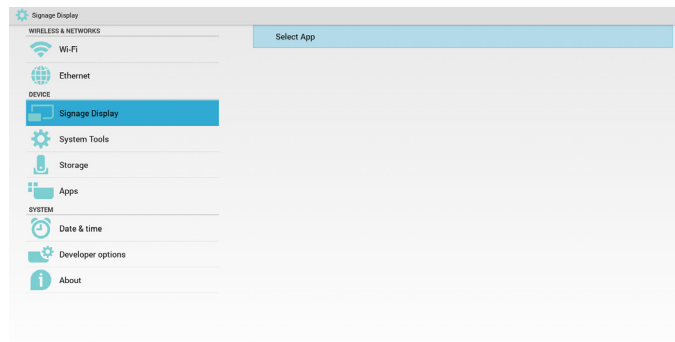 Signage Display
WIRELESS & NETWORKS
Wi-Fi
Ethernet
DEVICE
Signage Display
System Tools
Storage
Apps
SYSTEM
Date & time
Developer options
About
Select App